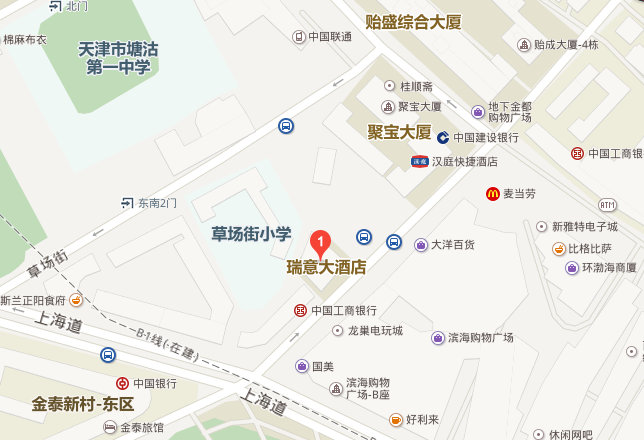 北门
棉麻布衣
天津市塘沽
第一中学
中国联通
贻盛综合大厦
贻成大厦-4栋
桂顺斋
聚宝大厦
地下金都
购物广场
聚宝大厦
中国建设银行
汉庭快捷酒店
中国工商银
麦当劳
ATM
东南2门
草场街小学
新雅特电子城
比格比萨
环渤海商厦
大洋百货
草场街
1
瑞意大酒店
斯兰正阳食府
中国工商银行
上海道
B1线(-在建)
龙巢电玩城
滨海购物广场
国美
中国银行
滨海购物
广场-B座
金泰新村-东区
上海道
好利来
金泰旅馆
休闲网吧